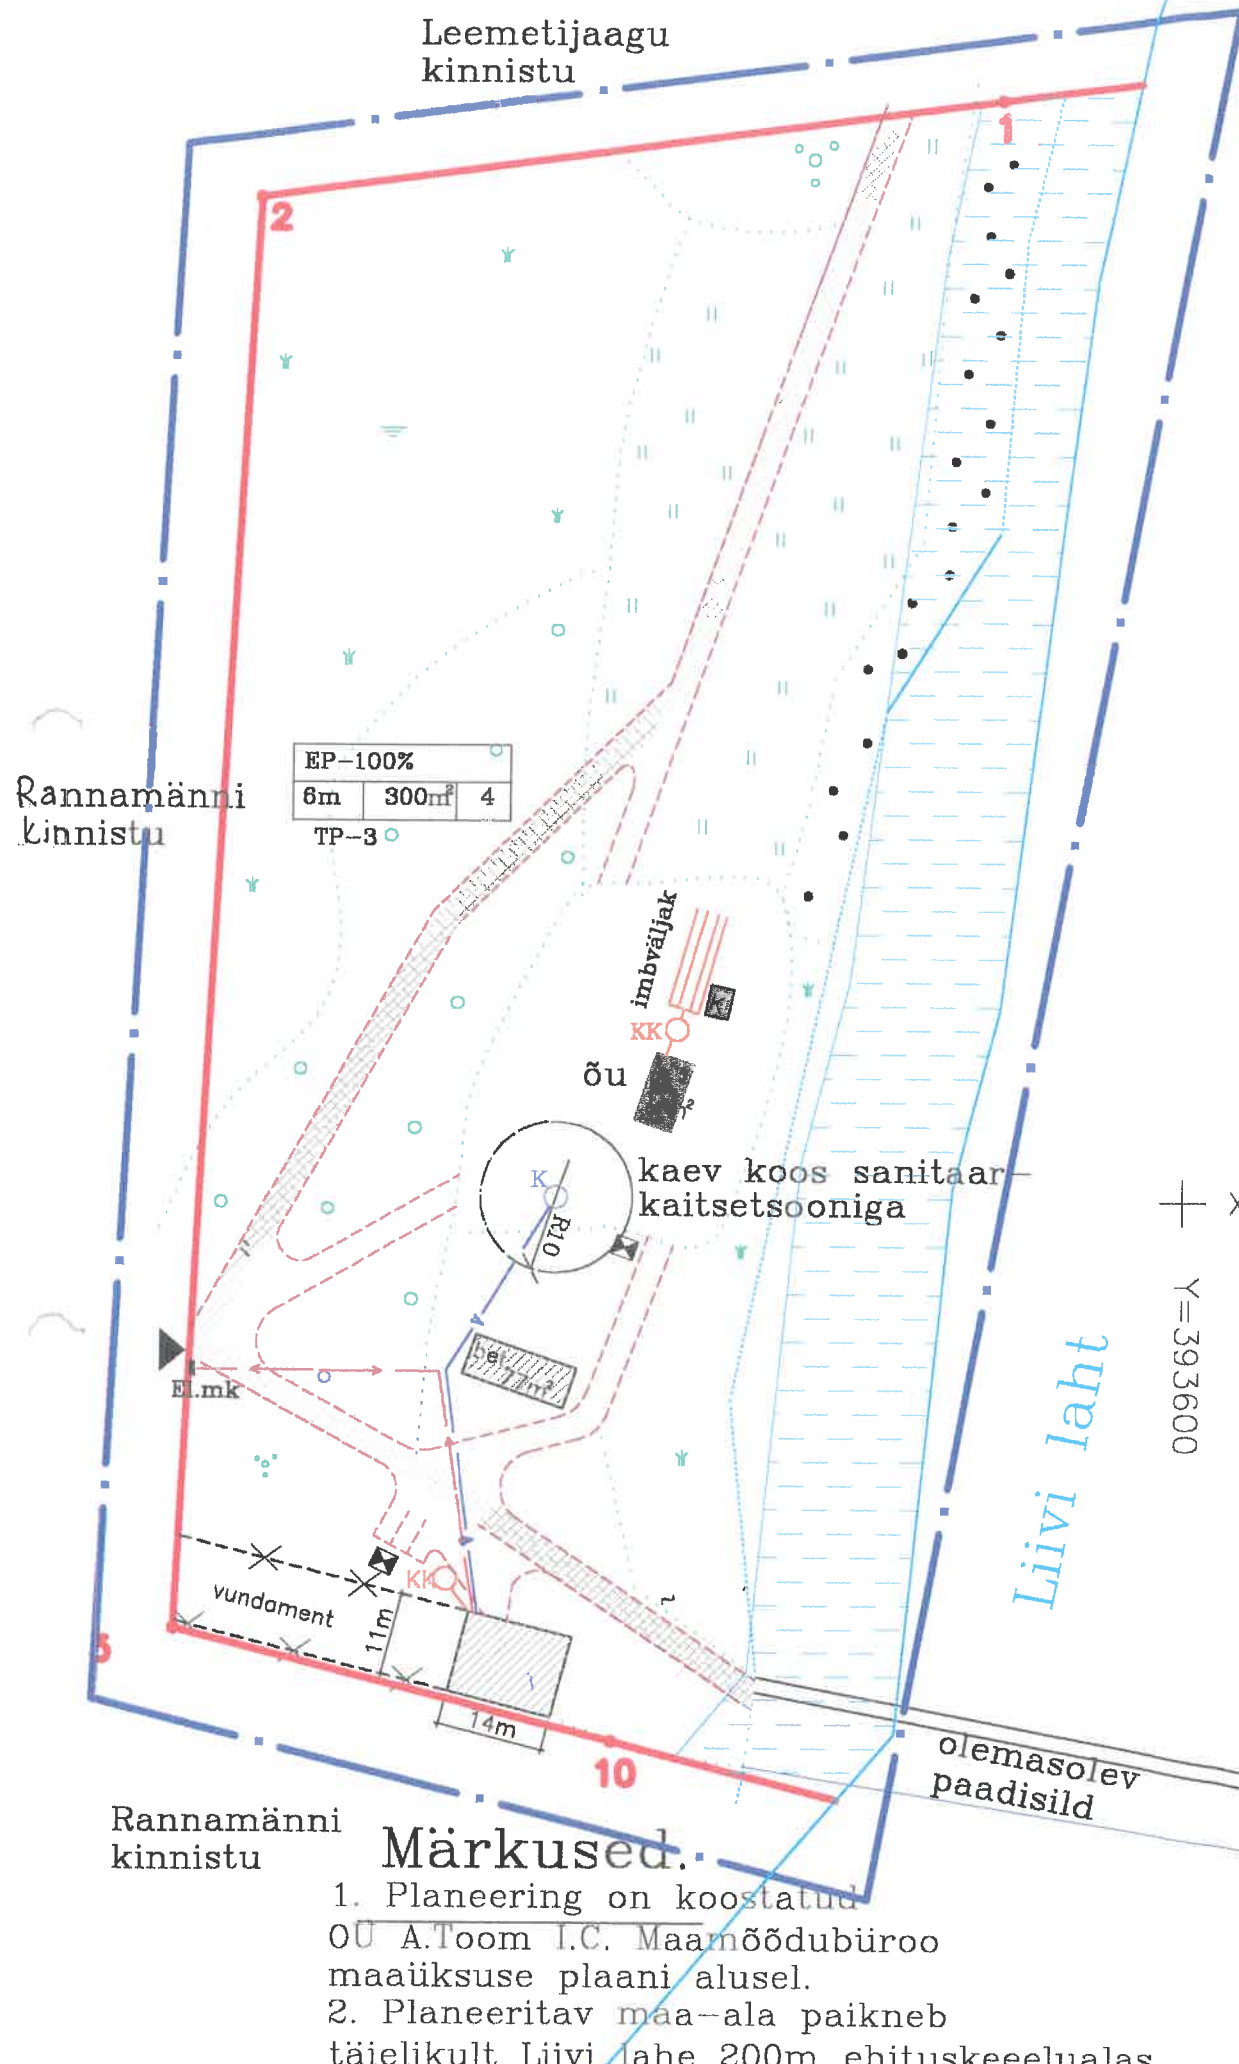 Leemetijaagu
kinnistu
1
2
EP-100%
6m 300m² 4
TP-3
Rannamänni
kinnistu
imbväljak
K
KK
õu
kaev koos sanitaar-
kaitsetsooniga
K
R10
X
Y=393600
Liivi laht
77m²
El.mk
KK
vundament
11m
14m
10
olemasolev
paadisild
Rannamänni
kinnistu
Märkused.
1. Planeering on koostatud
OÜ A.Toom I.C. Maamõõdubüroo
maaüksuse plaani alusel.
2. Planeeritav maa-ala paikneb
täielikult Liivi lahe 200m ehituskeeelualas